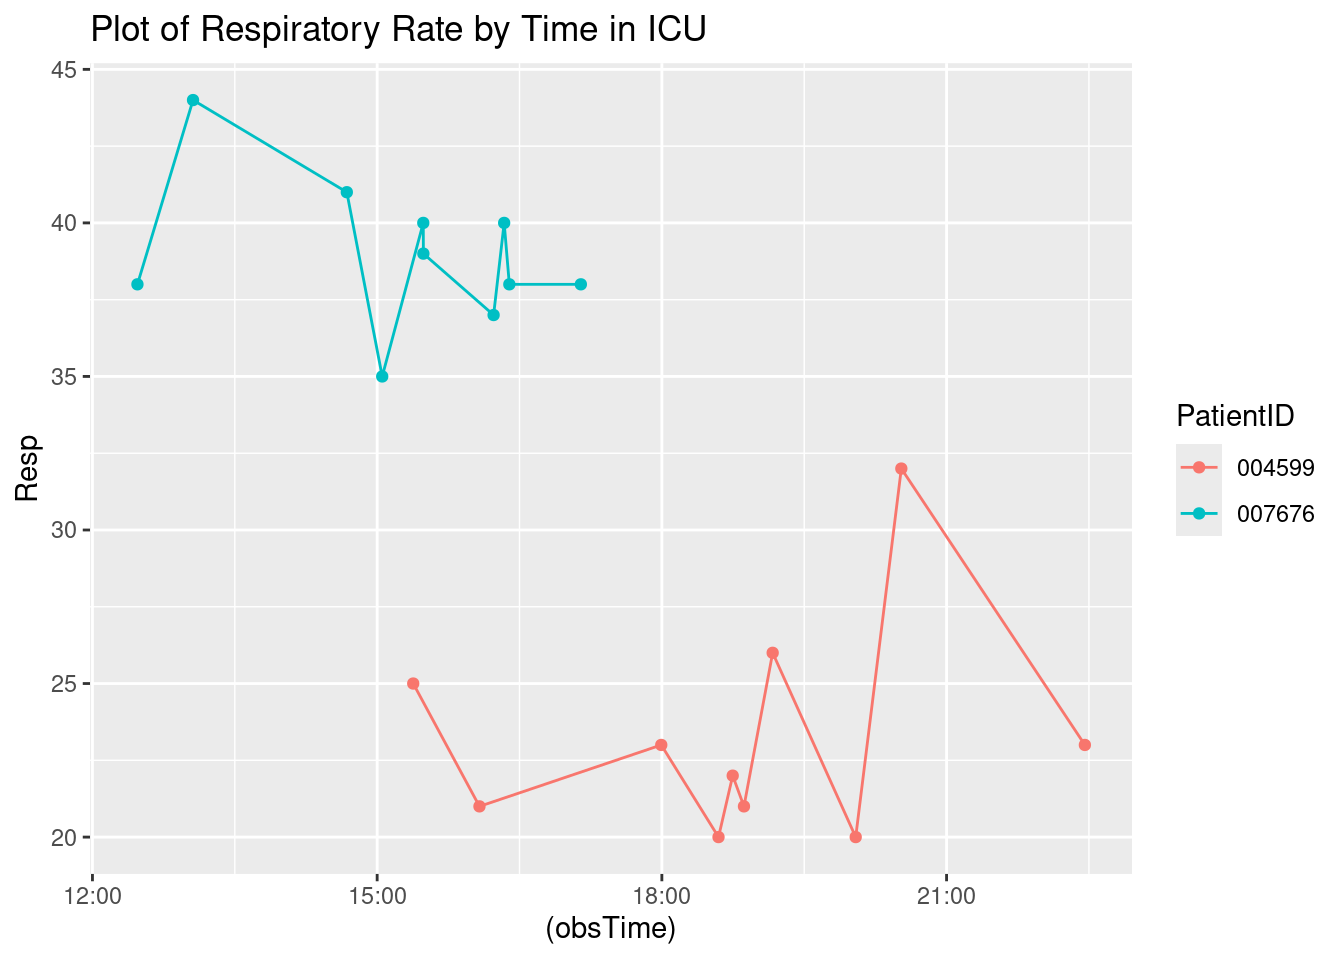 Plot of Respiratory Rate by Time in ICU
45
40
35
30
25
20
Resp
12:00 15:00 18:00 21:00
(obsTime)
PatientID
004599
007676